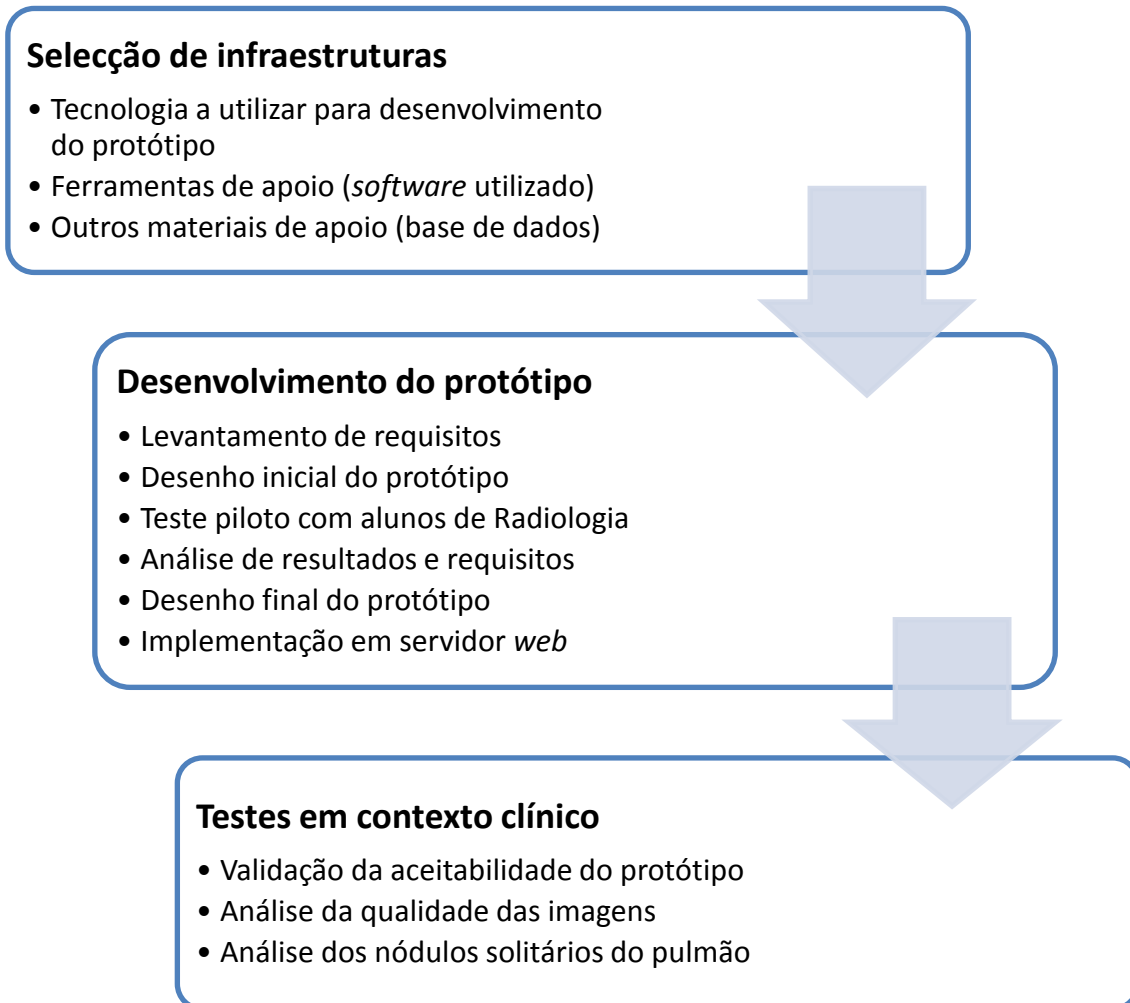 Selecção de infraestruturas
• Tecnologia a utilizar para desenvolvimento
do protótipo
• Ferramentas de apoio (software utilizado)
• Outros materiais de apoio (base de dados)
Desenvolvimento do protótipo
• Levantamento de requisitos
• Desenho inicial do protótipo
• Teste piloto com alunos de Radiologia
• Análise de resultados e requisitos
• Desenho final do protótipo
• Implementação em servidor web
Testes em contexto clínico
• Validação da aceitabilidade do protótipo
• Análise da qualidade das imagens
• Análise dos nódulos solitários do pulmão